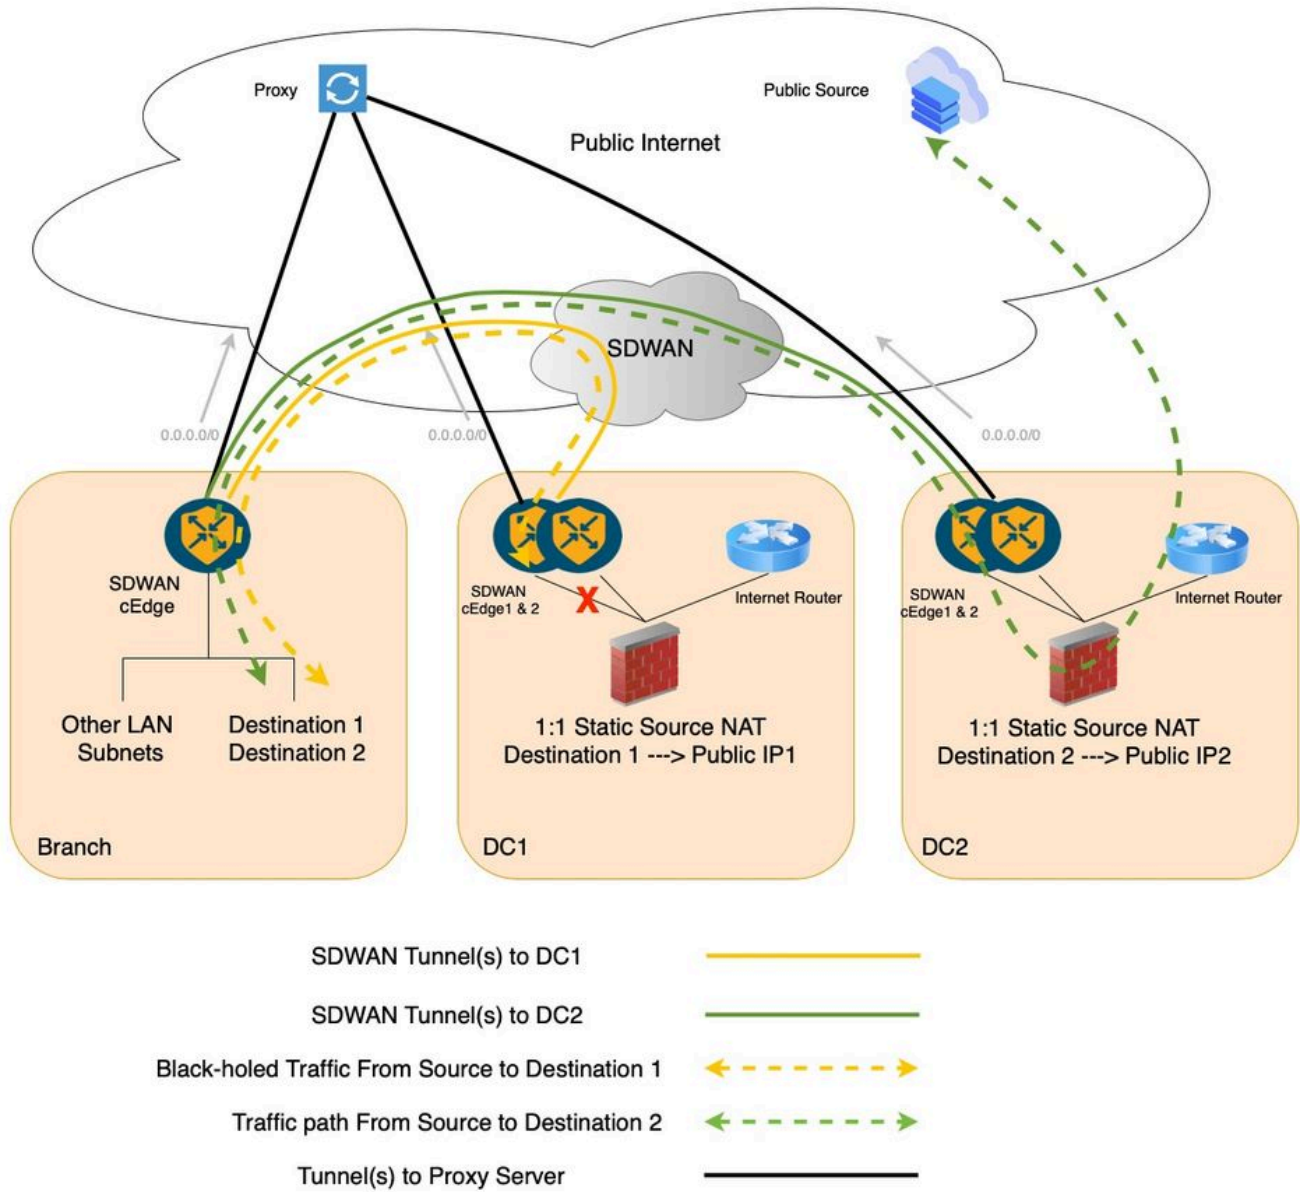 Proxy
Public Source
Public Internet
SDWAN
0.0.0.0/0
0.0.0.0/0
0.0.0.0/0
SDWAN
cEdge
SDWAN
cEdge1 & 2
X
Internet Router
SDWAN
cEdge1 & 2
Internet Router
Other LAN
Subnets
Destination 1
Destination 2
1:1 Static Source NAT
Destination 1 ---> Public IP1
1:1 Static Source NAT
Destination 2 ---> Public IP2
Branch
DC1
DC2
SDWAN Tunnel(s) to DC1
SDWAN Tunnel(s) to DC2
Black-holed Traffic From Source to Destination 1
Traffic path From Source to Destination 2
Tunnel(s) to Proxy Server